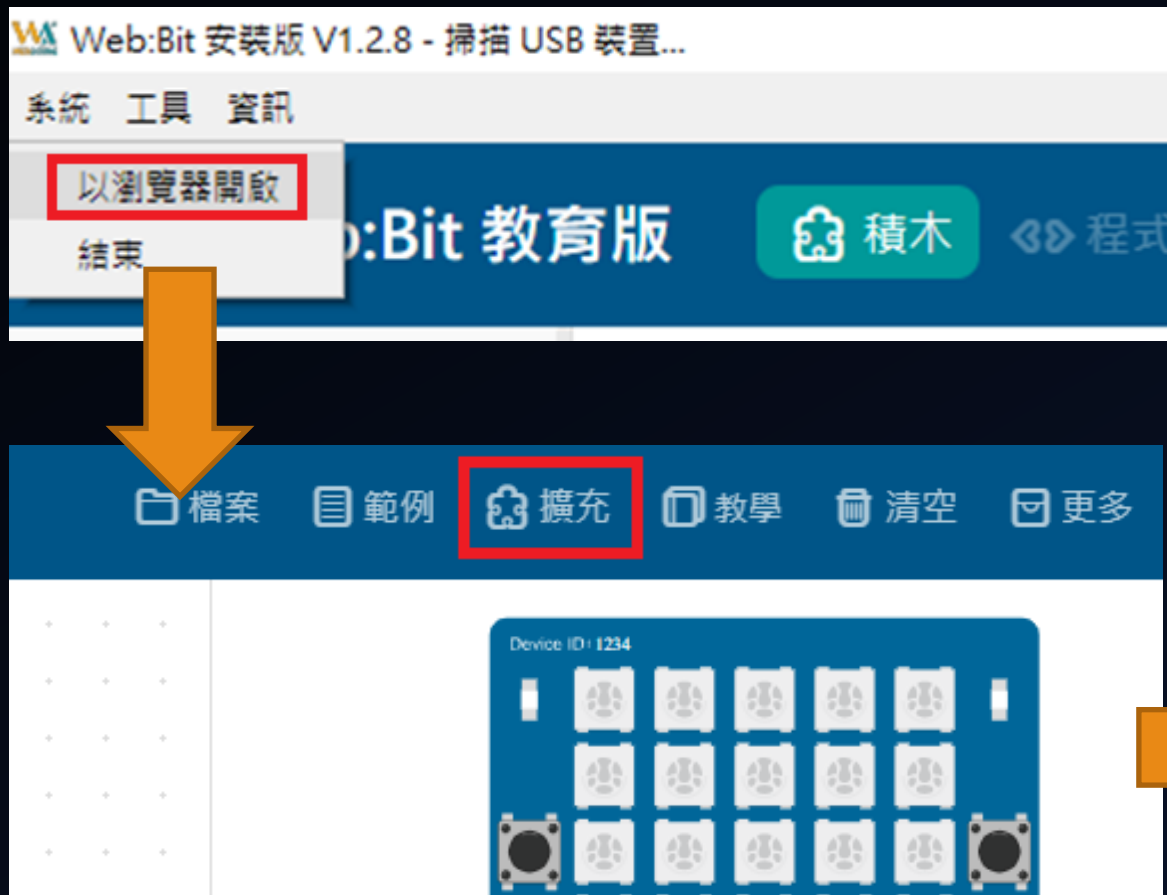 Web:Bit 安裝版 V1.2.8 - 掃描 USB 裝置...
系統 工具 資訊
以瀏覽器開啟
結束
:Bit 教育版 積木 程式
檔案 範例 擴充 教學 清空 更多
Device ID: 1234